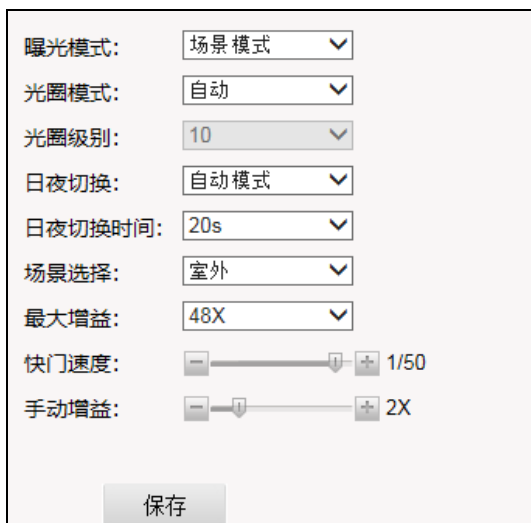 曝光模式: 场景模式
光圈模式: 自动
光圈级别: 10
日夜切换: 自动模式
日夜切换时间: 20s
场景选择: 室外
最大增益: 48X
快门速度: 1/50
手动增益: 2X
保存